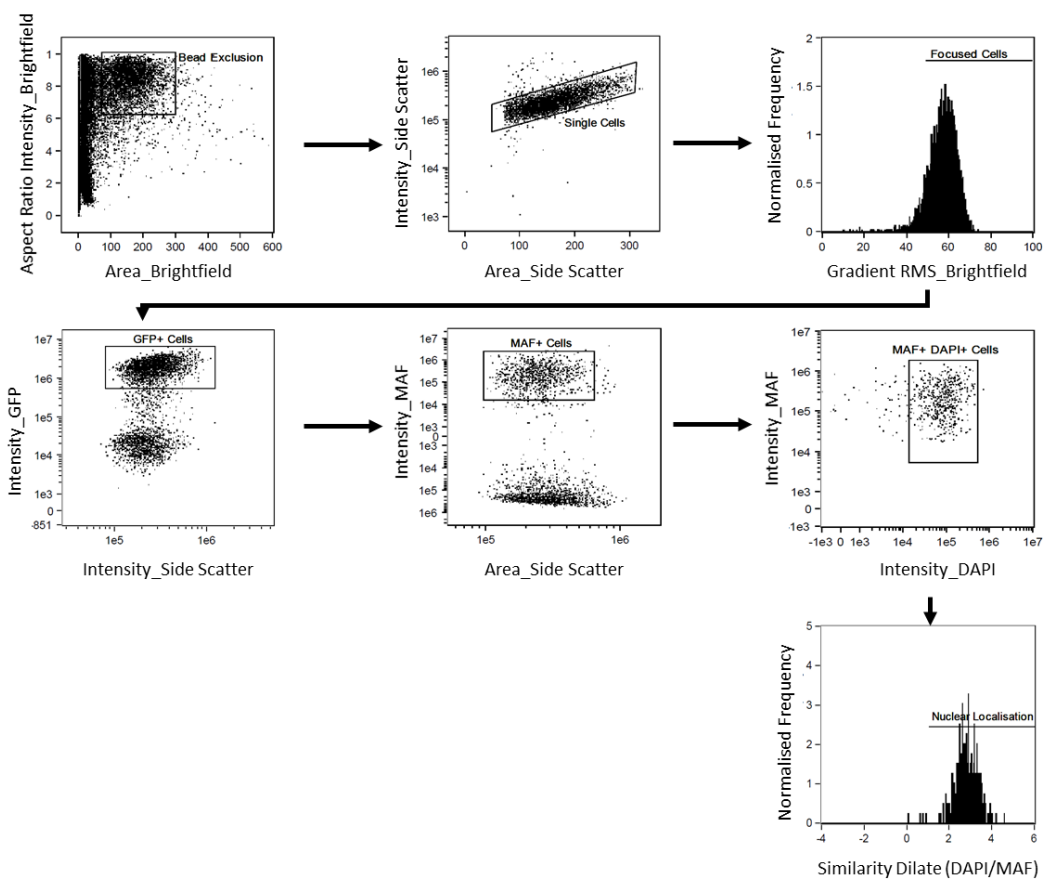 Aspect Ratio Intensity_Brightfield
1
8
6
4
2
0
Bead Exclusion
0 100 200 300 400 500 600
Area_Brightfield
Intensity_Side Scatter
1e6
1e5
1e4
1e3
Single Cells
0 100 200 300
Area_Side Scatter
Normalised Frequency
2
1.5
1
0.5
0
Focused Cells
0 20 40 60 80 100
Gradient RMS_Brightfield
Intensity_GFP
1e7
1e6
1e5
1e4
1e3
0
-851
GFP+ Cells
1e5 1e6
Intensity_Side Scatter
Intensity_MAF
1e7
1e6
1e5
1e4
1e3
0
1e3
1e4
1e5
1e6
MAF+ Cells
1e5 1e6
Area_Side Scatter
Intensity_MAF
1e7
1e6
1e5
1e4
1e3
0
-1e3
MAF+ DAPI+ Cells
-1e3 0 1e3 1e4 1e5 1e6 1e7
Intensity_DAPI
Normalised Frequency
5
4
3
2
1
0
Nuclear Localisation
-4 -2 0 2 4 6
Similarity Dilate (DAPI/MAF)